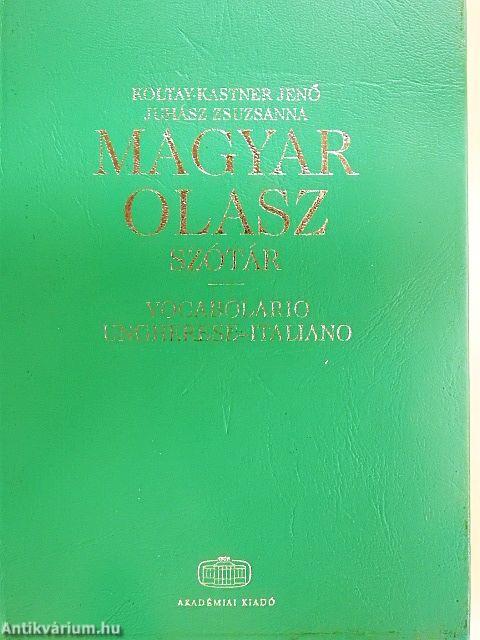 KOLTAY-KASTNER JENŐ
JUHÁSZ ZSUZSANNA
MAGYAR
OLASZ
SZÓTÁR
VOCABOLARIO
UNGHERESE–ITALIANO
AKADÉMIAI KIADÓ
Antikvárium.hu